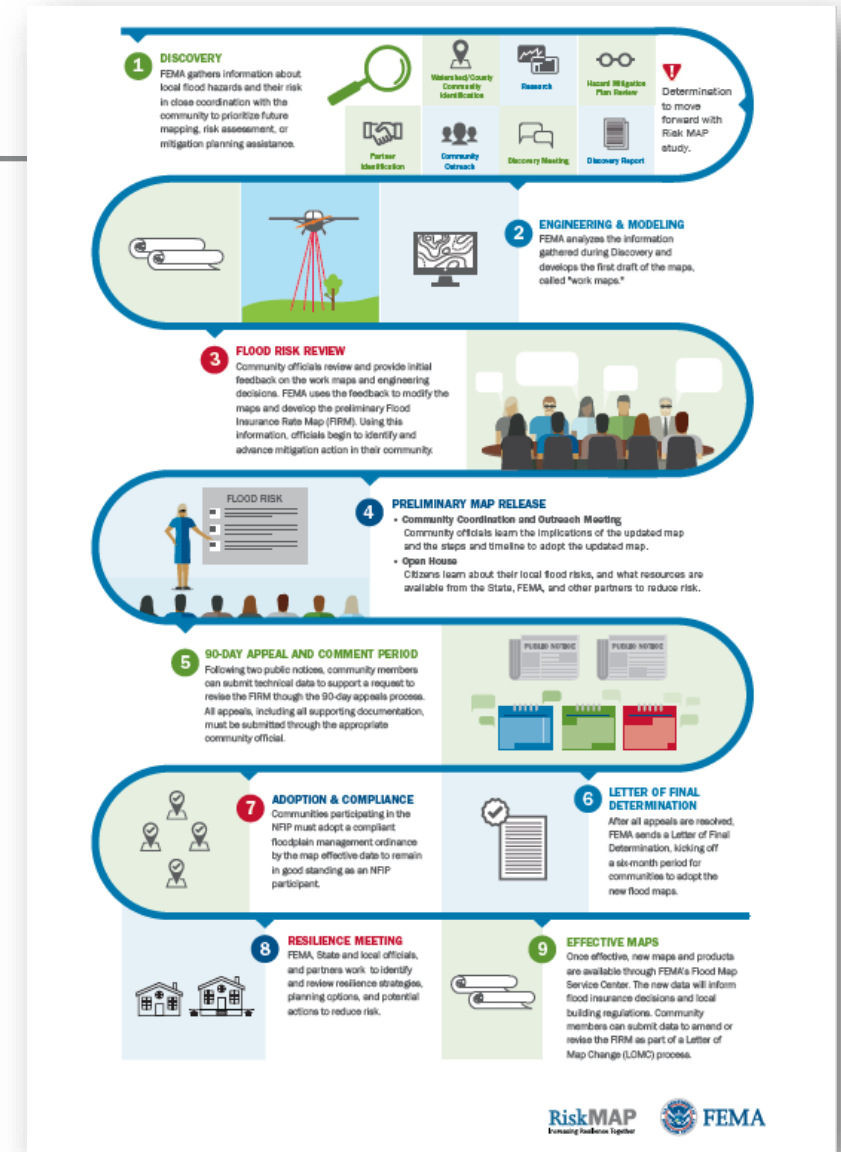 1
DISCOVERY
FEMA gathers information about
local flood hazards and their risk
in close coordination with the
community to prioritize future
mapping, risk assessment, or
mitigation planning assistance.
Watershed/County
Community
Identification
Research
Hazard Mitigation
Plan Review
Partner
Identification
Community
Outreach
Discovery Meeting
Discovery Report
!
Determination
to move
forward with
Risk MAP
study.
2
ENGINEERING & MODELING
FEMA analyzes the information
gathered during Discovery and
develops the first draft of the maps,
called "work maps."
3
FLOOD RISK REVIEW
Community officials review and provide initial
feedback on the work maps and engineering
decisions. FEMA uses the feedback to modify the
maps and develop the preliminary Flood
Insurance Rate Map (FIRM). Using this
information, officials begin to identify and
advance mitigation action in their community.
FLOOD RISK
4
PRELIMINARY MAP RELEASE
• Community Coordination and Outreach Meeting
Community officials learn the implications of the updated map
and the steps and timeline to adopt the updated map.
• Open House
Citizens learn about their local flood risks, and what resources are
available from the State, FEMA, and other partners to reduce risk.
5
90-DAY APPEAL AND COMMENT PERIOD
Following two public notices, community members
can submit technical data to support a request to
revise the FIRM though the 90-day appeals process.
All appeals, including all supporting documentation,
must be submitted through the appropriate
community official.
PUBLIC NOTICE
PUBLIC NOTICE
6
LETTER OF FINAL
DETERMINATION
After all appeals are resolved,
FEMA sends a Letter of Final
Determination, kicking off
a six-month period for
communities to adopt the
new flood maps.
7
ADOPTION & COMPLIANCE
Communities participating in the
NFIP must adopt a compliant
floodplain management ordinance
by the map effective date to remain
in good standing as an NFIP
participant.
8
RESILIENCE MEETING
FEMA, State and local officials,
and partners work to identify
and review resilience strategies,
planning options, and potential
actions to reduce risk.
9
EFFECTIVE MAPS
Once effective, new maps and products
are available through FEMA's Flood Map
Service Center. The new data will inform
flood insurance decisions and local
building regulations. Community
members can submit data to amend or
revise the FIRM as part of a Letter of
Map Change (LOMC) process.
RiskMAP
Increasing Resilience Together
FEMA